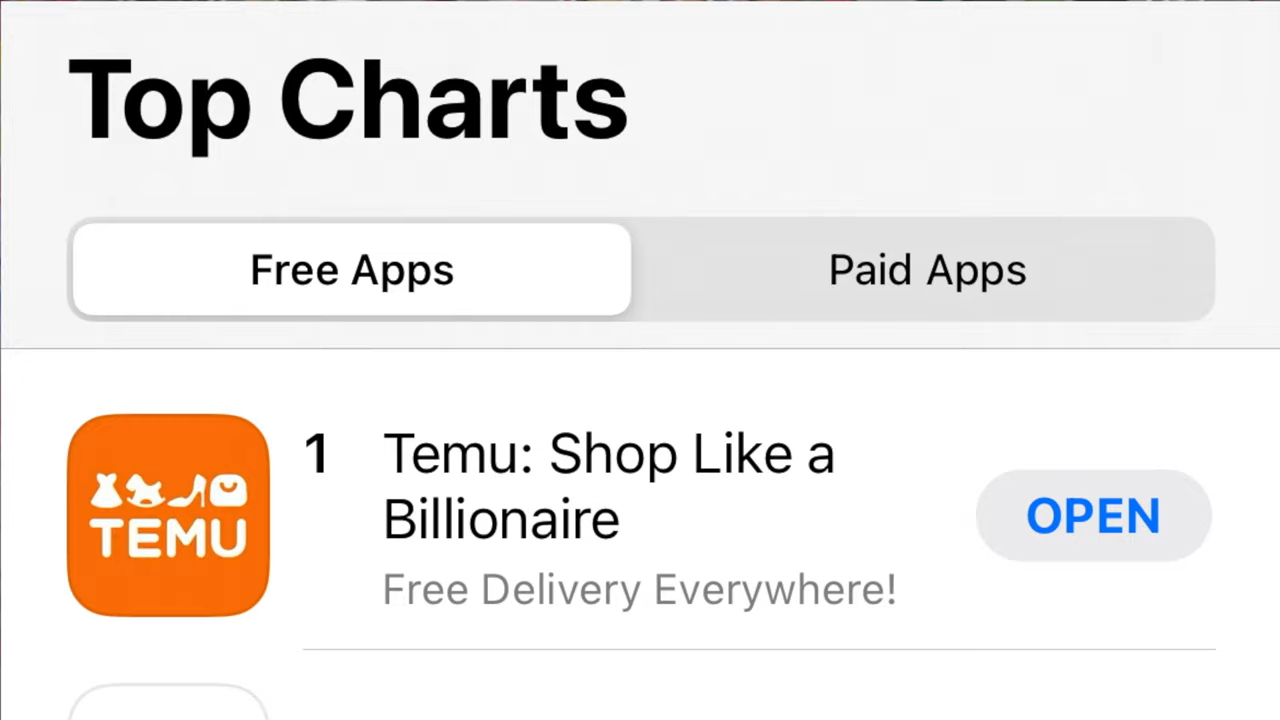 Top Charts
Free Apps
Paid Apps
1
Temu: Shop Like a
Billionaire
Free Delivery Everywhere!
OPEN
TEMU